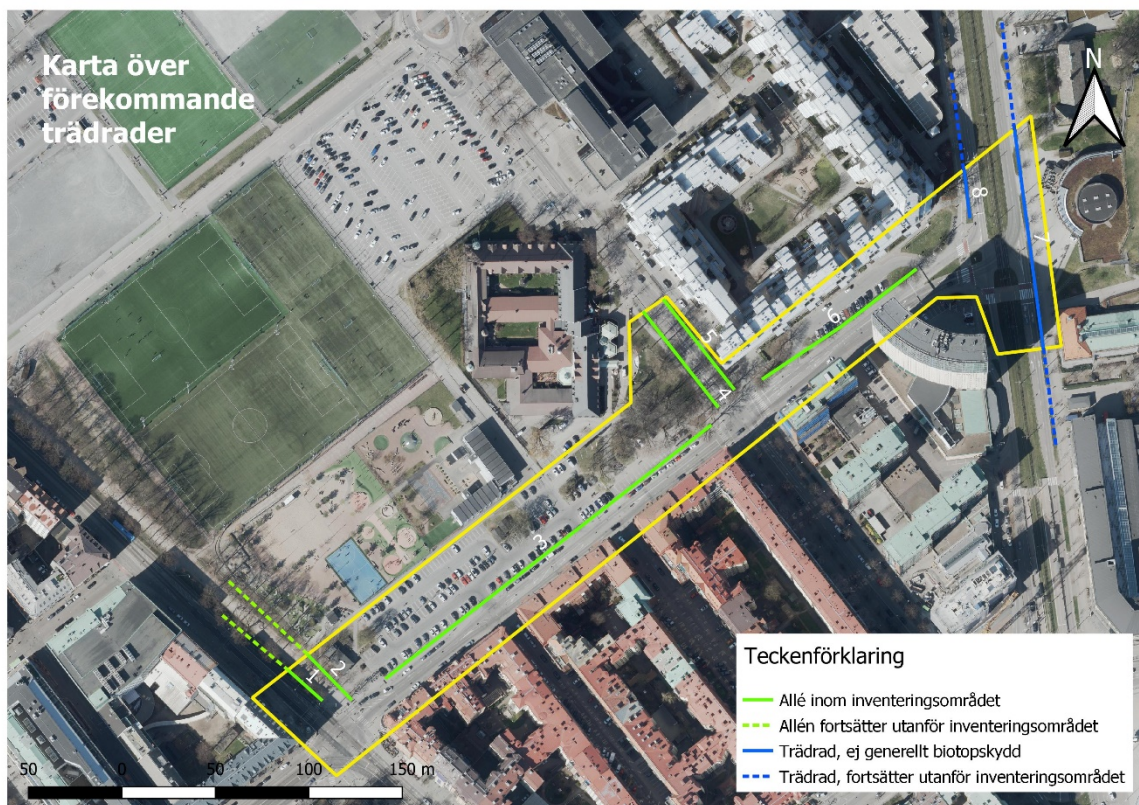 Karta över
förekommande
trädrader
N
8
7
6
5
4
3
2
1
Teckenförklaring
Allé inom inventeringsområdet
Allén fortsätter utanför inventeringsområdet
Trädrad, ej generellt biotopskydd
Trädrad, fortsätter utanför inventeringsområdet
50 0 50 100 150 m